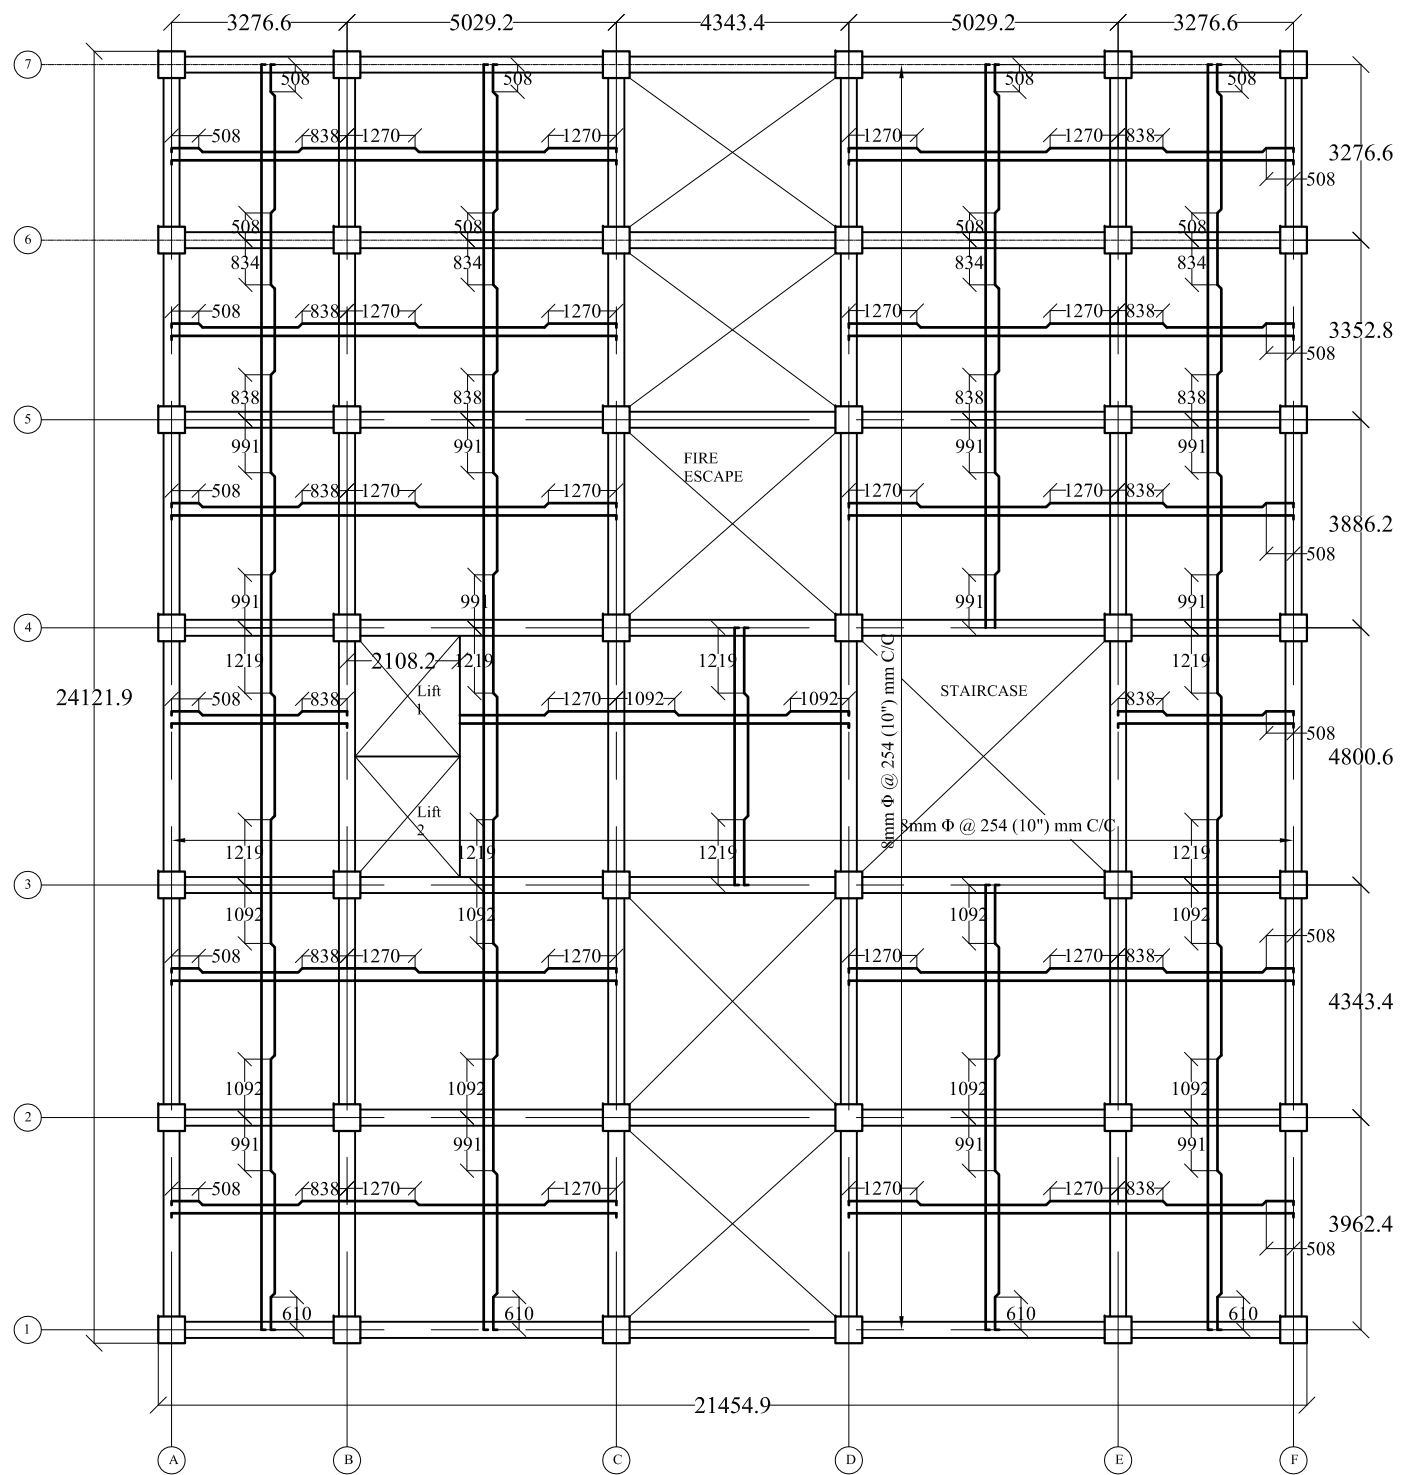 3276.6 5029.2 4343.4 5029.2 3276.6
7
508 508 508 508
508 838 1270 1270 1270 1270 838
3276.6
508
508 508 508 508
6
834 834 834 834
508 838 1270 1270 1270 1270 838
3352.8
508
838 838 838 838
5
991 991 991 991
FIRE
ESCAPE
508 838 1270 1270 1270 1270 838
3886.2
508
991 991 991 991
4
1219 2108.2 1219 1219 1219
Lift
1
STAIRCASE
24121.9
508 838 1270 1092 1092 838
508
8mm Φ @ 254 (10") mm C/C
4800.6
Lift
2
8mm Φ @ 254 (10") mm C/C
1219 1219 1219 1219
3
1092 1092 1092 1092
508
508 838 1270 1270 1270 1270 838
4343.4
1092 1092 1092 1092
2
991 991 991 991
508 838 1270 1270 1270 1270 838
3962.4
508
610 610 610 610
1
21454.9
A B C D E F